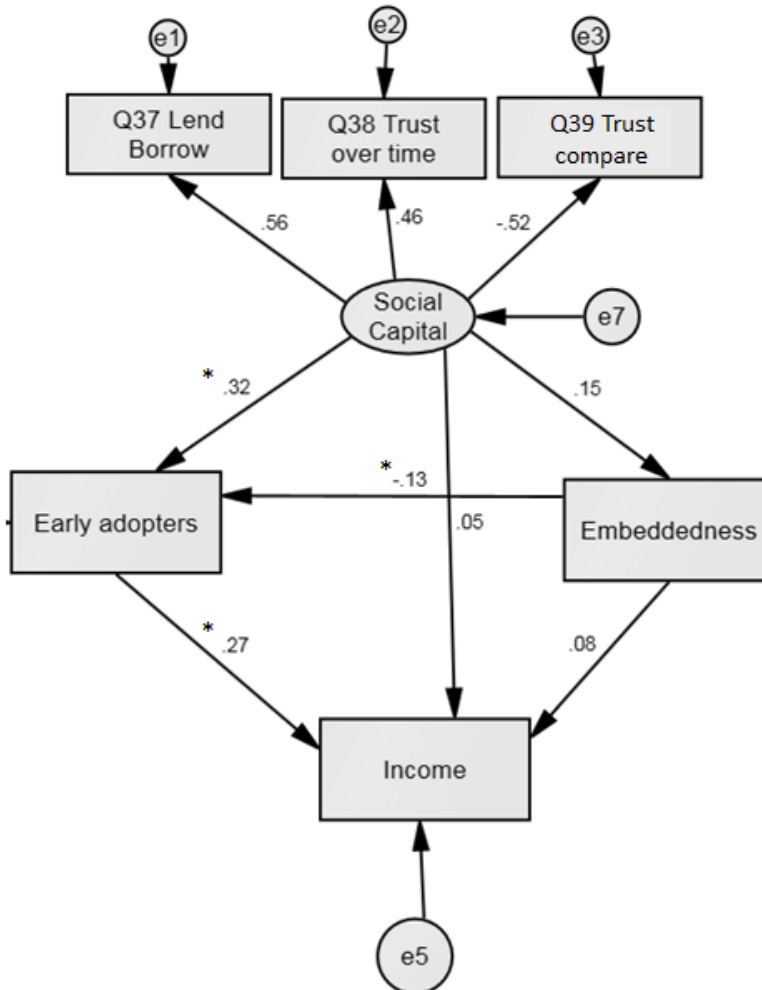 e1
e2
e3
Q37 Lend
Borrow
Q38 Trust
over time
Q39 Trust
compare
.56
.46
-.52
Social
Capital
e7
* .32
.15
* -.13
Early adopters
.05
Embeddedness
* .27
.08
Income
e5